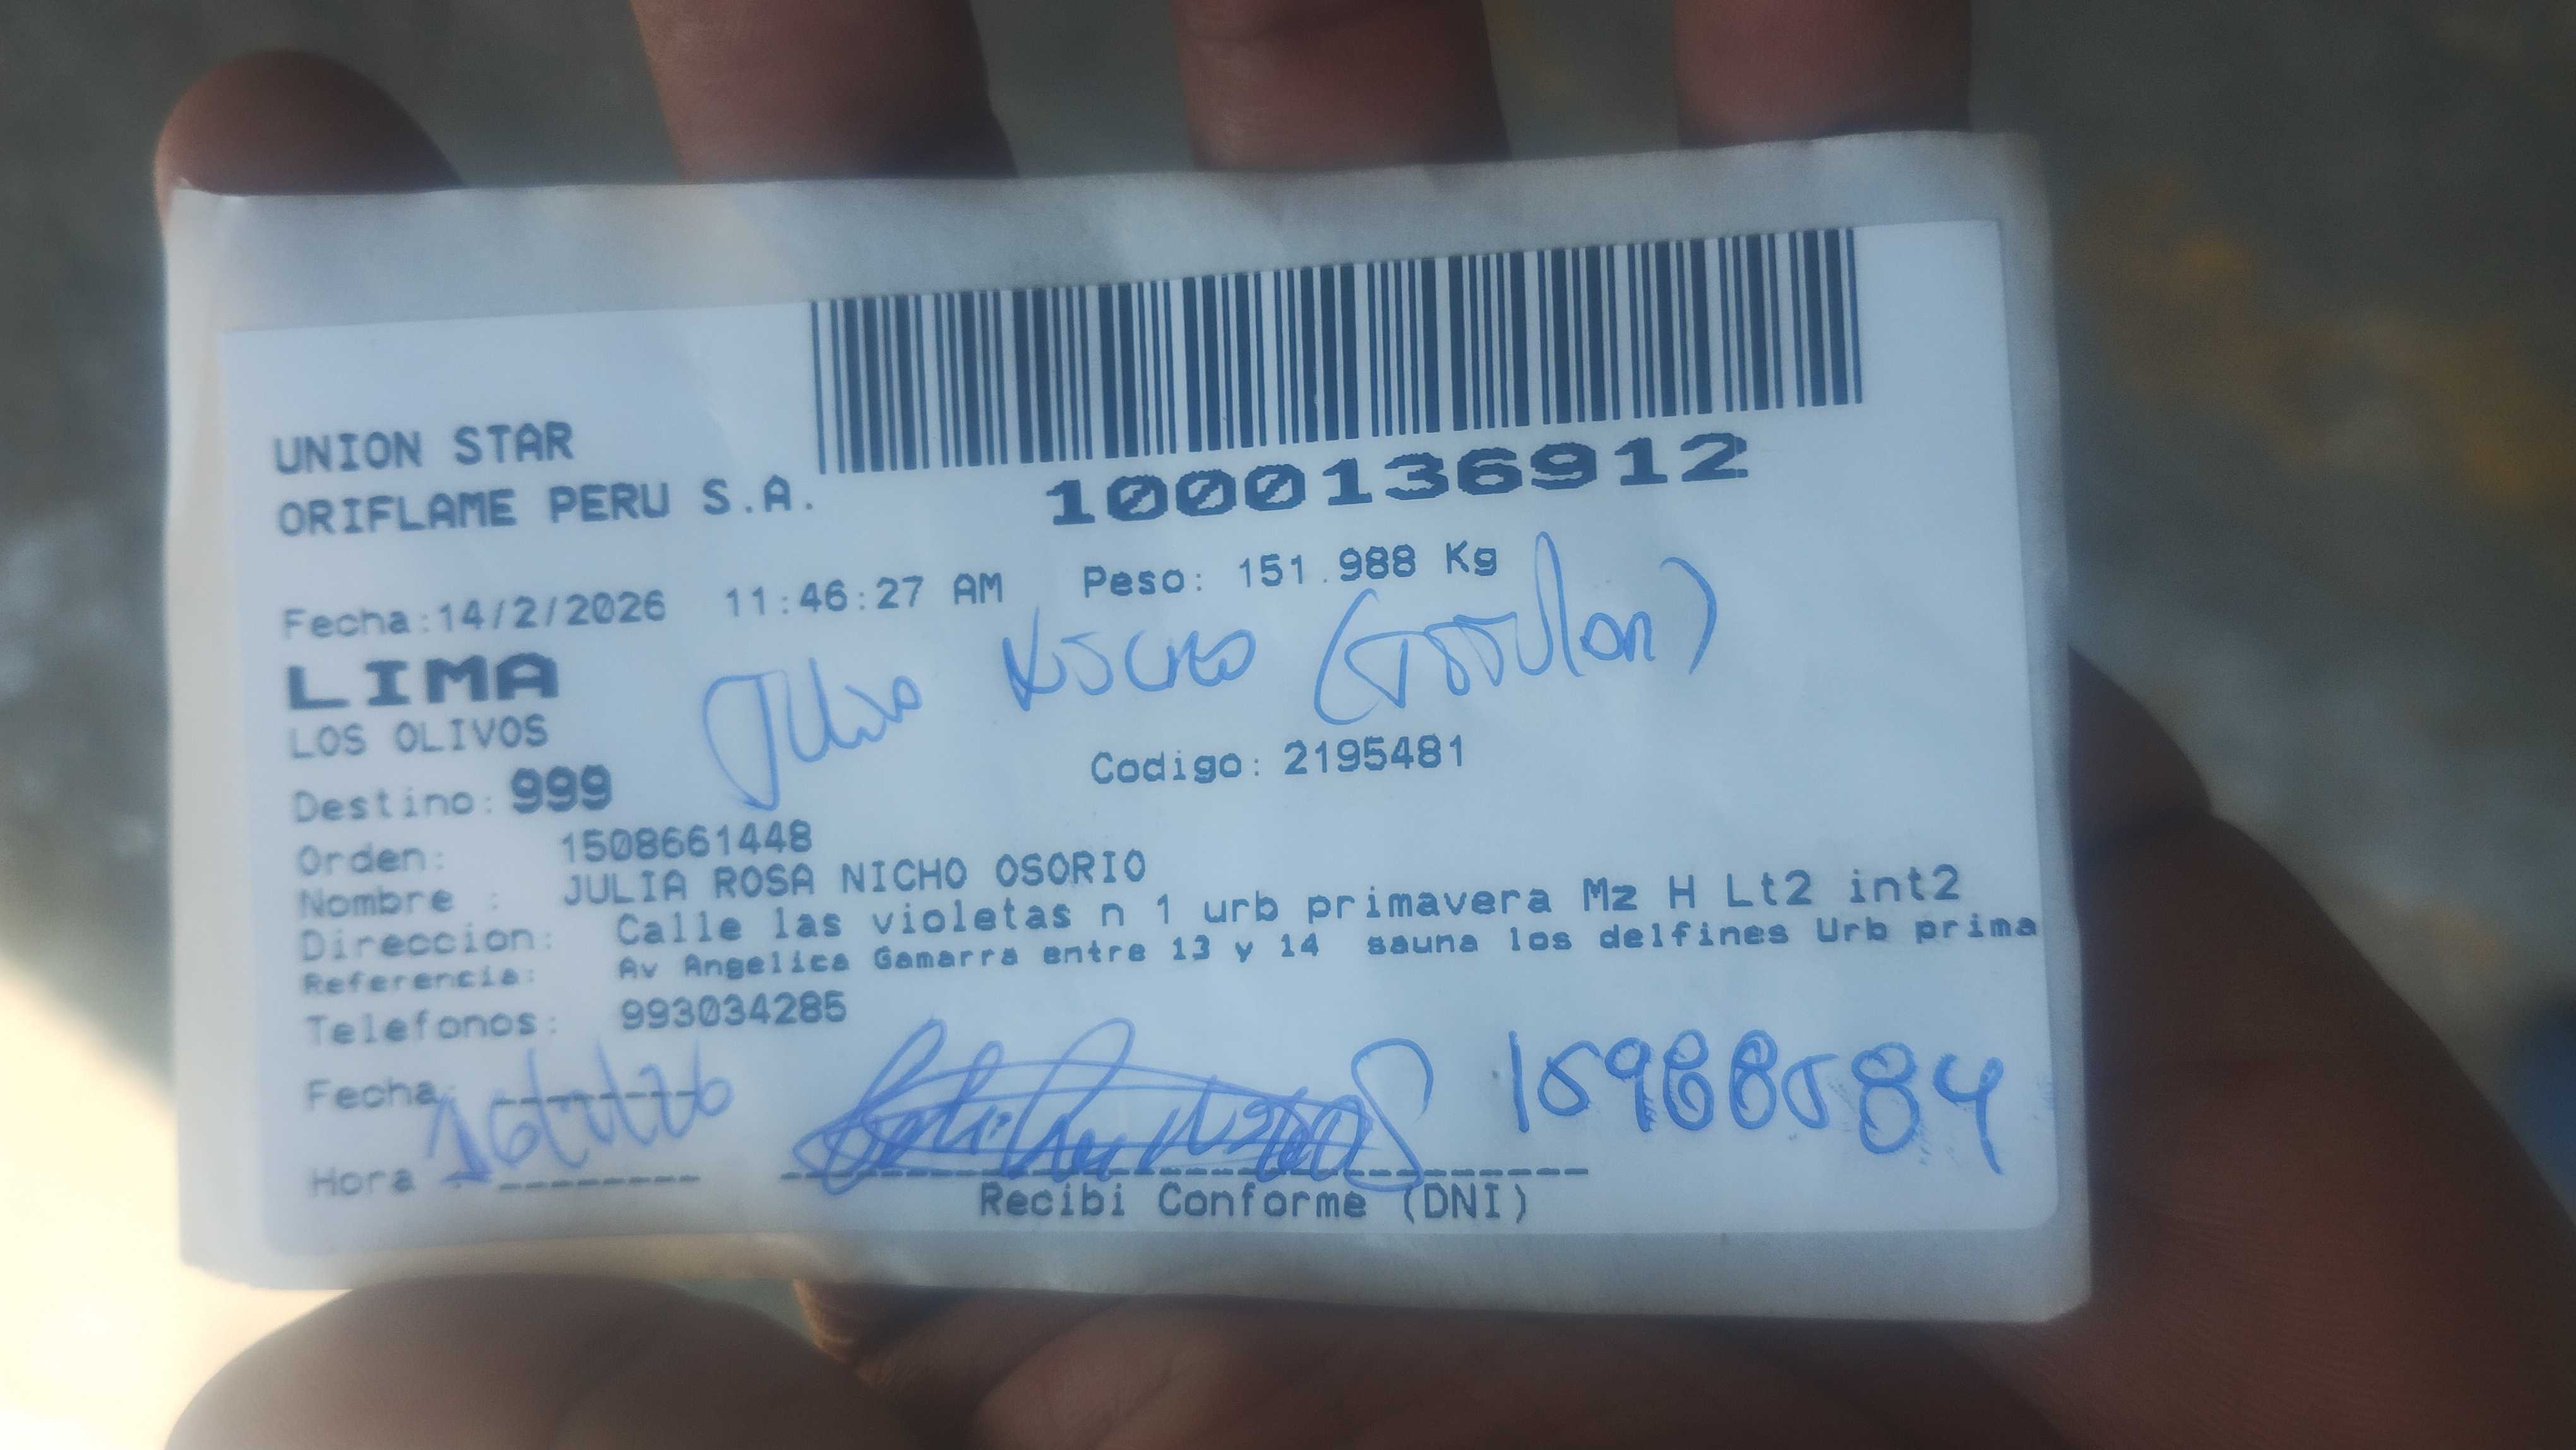 UNION STAR
ORIFLAME PERU S.A.
1000136912
Fecha:14/2/2026 11:46:27 AM Peso: 151.988 Kg
LIMA
LOS OLIVOS
Destino: 999 Codigo: 2195481
Orden: 1508661448
Nombre : JULIA ROSA NICHO OSORIO
Direccion: Calle las violetas n 1 urb primavera Mz H Lt2 int2
Referencia: Av Angelica Gamarra entre 13 y 14 sauna los delfines Urb prima
Telefonos: 993034285
Fecha:
Hora :
Recibi Conforme (DNI)